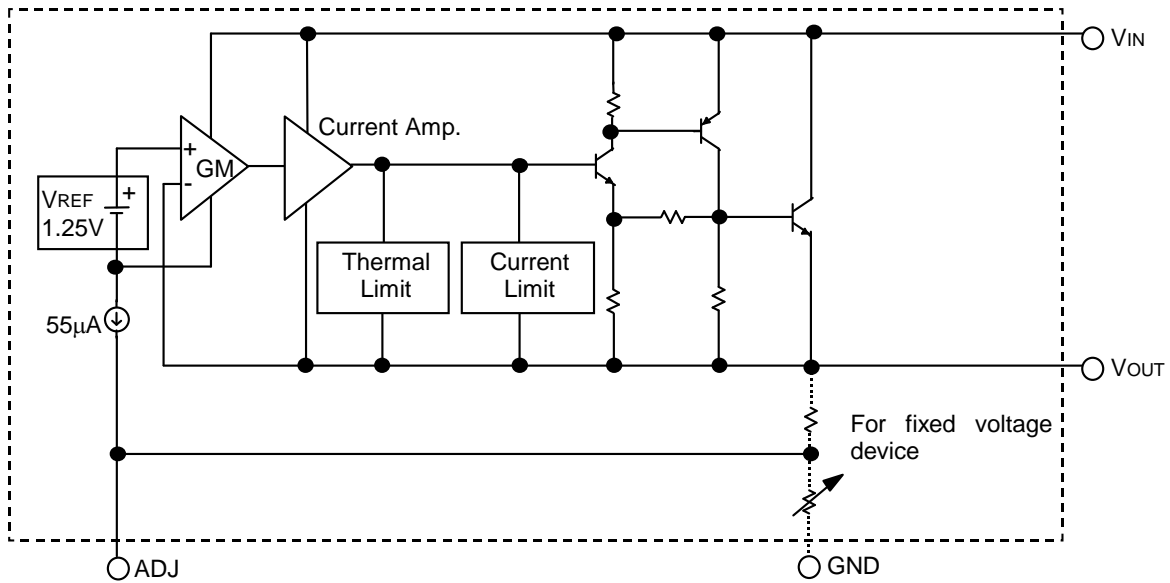 VIN
Current Amp.
+
GM
-
+
VREF
1.25V
Thermal
Limit
Current
Limit
55μA
VOUT
For fixed voltage
device
ADJ
GND